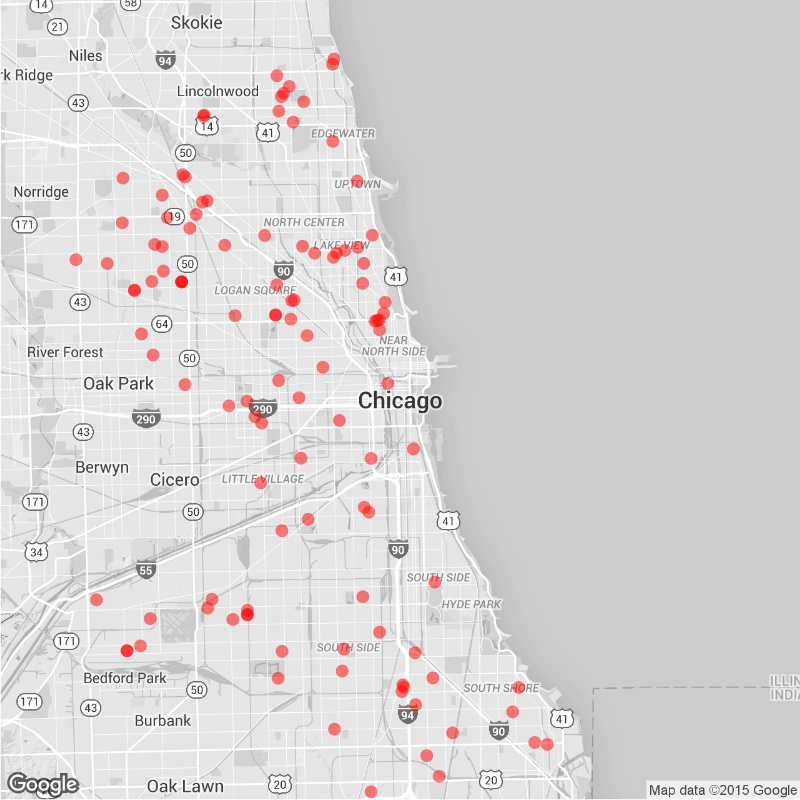 14
58
Skokie
21
Niles
94
rk Ridge
Lincolnwood
43
14
41
EDGEWATER
50
UPTOWN
Norridge
19
171
NORTH CENTER
LAKE VIEW
50
90
41
LOGAN SQUARE
43
64
NEAR
NORTH SIDE
River Forest
50
Oak Park
290
Chicago
290
43
Berwyn
Cicero
LITTLE VILLAGE
171
50
41
34
90
55
SOUTH SIDE
HYDE PARK
171
SOUTH SIDE
Bedford Park
50
SOUTH SHORE
ILLIN
INDIA
171
43
94
Burbank
90
41
Google
Oak Lawn
20
20
Map data ©2015 Google